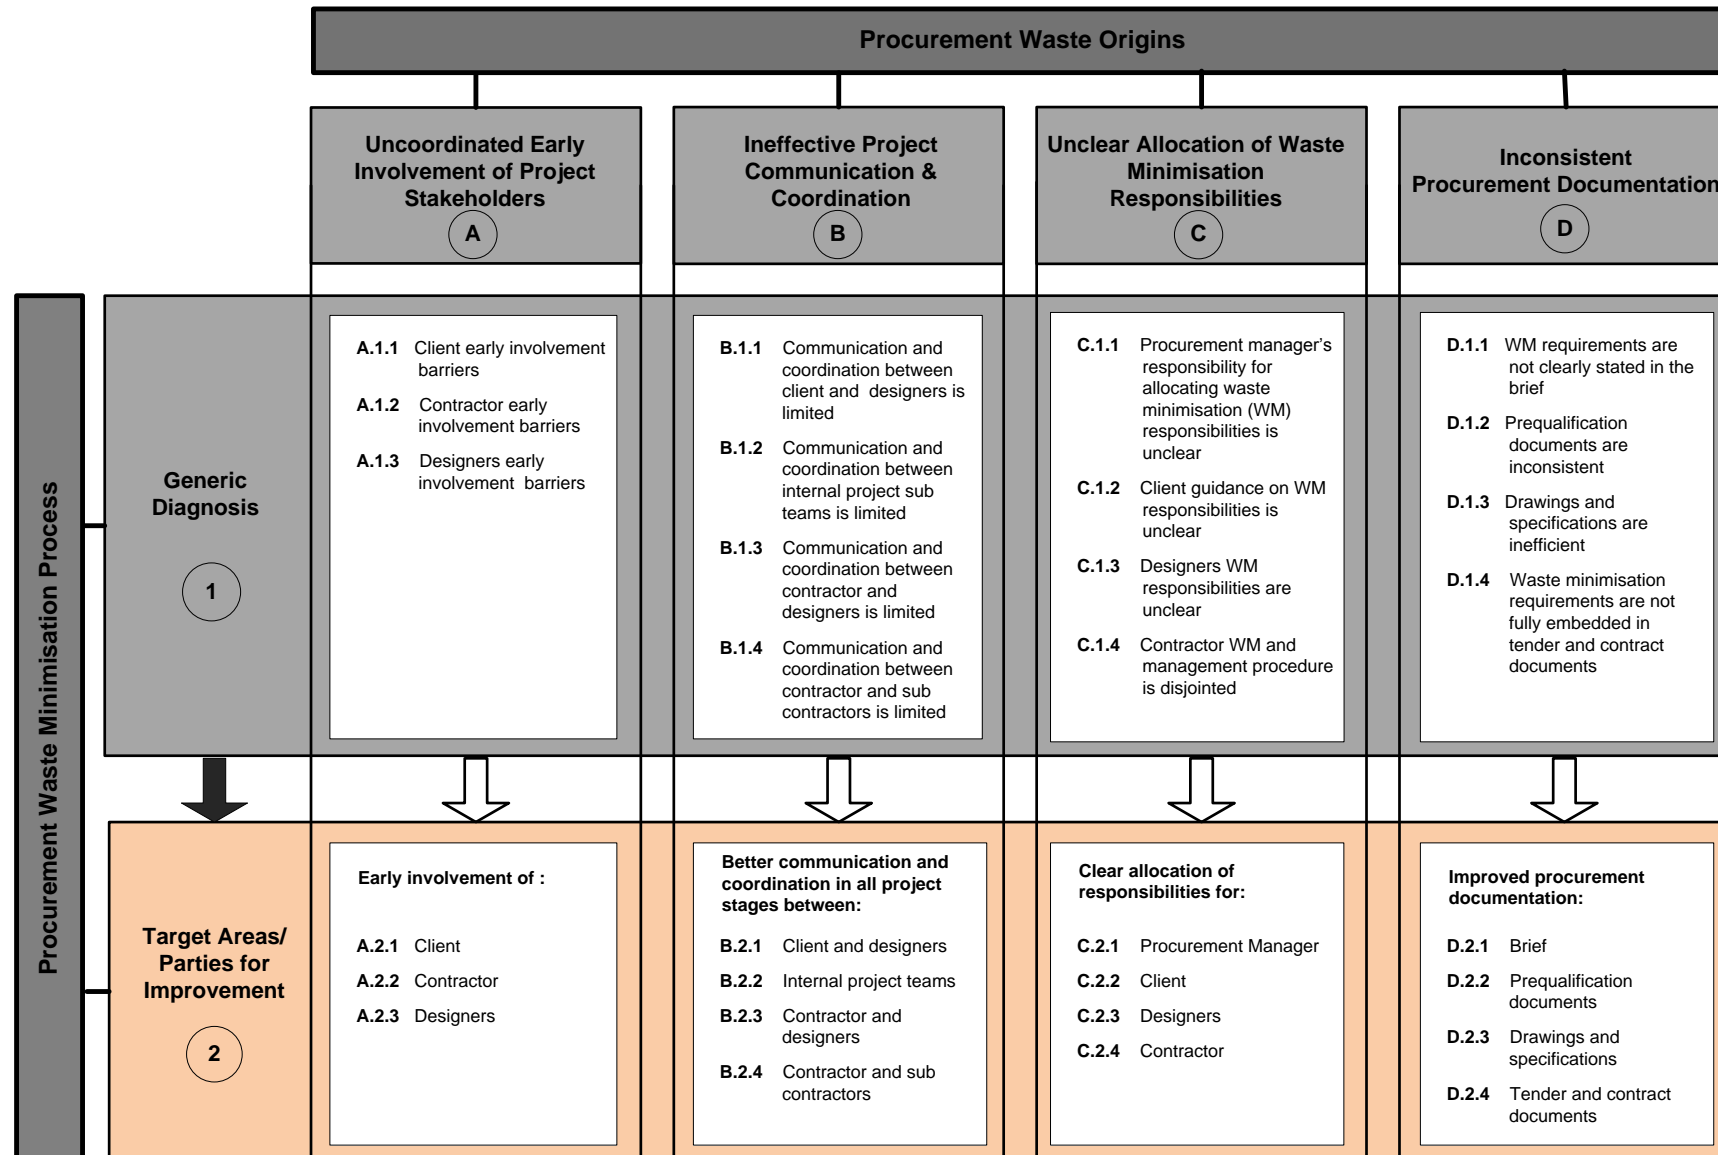 Procurement Waste Origins
Uncoordinated Early
Involvement of Project
Stakeholders
A
Ineffective Project
Communication &
Coordination
B
Unclear Allocation of Waste
Minimisation
Responsibilities
C
Inconsistent
Procurement Documentation
D
Procurement Waste Minimisation Process
Generic
Diagnosis
1
A.1.1 Client early involvement
barriers
A.1.2 Contractor early
involvement barriers
A.1.3 Designers early
involvement barriers
B.1.1 Communication and
coordination between
client and designers is
limited
B.1.2 Communication and
coordination between
internal project sub
teams is limited
B.1.3 Communication and
coordination between
contractor and
designers is limited
B.1.4 Communication and
coordination between
contractor and sub
contractors is limited
C.1.1 Procurement manager's
responsibility for
allocating waste
minimisation (WM)
responsibilities is
unclear
C.1.2 Client guidance on WM
responsibilities is
unclear
C.1.3 Designers WM
responsibilities are
unclear
C.1.4 Contractor WM and
management procedure
is disjointed
D.1.1 WM requirements are
not clearly stated in the
brief
D.1.2 Prequalification
documents are
inconsistent
D.1.3 Drawings and
specifications are
inefficient
D.1.4 Waste minimisation
requirements are not
fully embedded in
tender and contract
documents
Target Areas/
Parties for
Improvement
2
Early involvement of :
A.2.1 Client
A.2.2 Contractor
A.2.3 Designers
Better communication and
coordination in all project
stages between:
B.2.1 Client and designers
B.2.2 Internal project teams
B.2.3 Contractor and
designers
B.2.4 Contractor and sub
contractors
Clear allocation of
responsibilities for:
C.2.1 Procurement Manager
C.2.2 Client
C.2.3 Designers
C.2.4 Contractor
Improved procurement
documentation:
D.2.1 Brief
D.2.2 Prequalification
documents
D.2.3 Drawings and
specifications
D.2.4 Tender and contract
documents